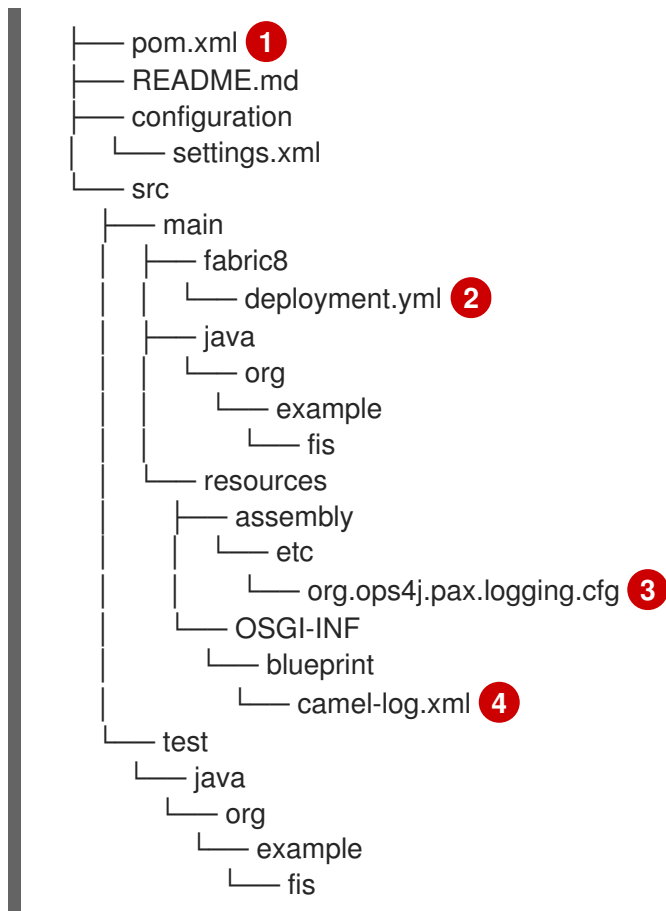 ├── pom.xml 1
├── README.md
├── configuration
│   └── settings.xml
└── src
    ├── main
    │   ├── fabric8
    │   │   └── deployment.yml 2
    │   ├── java
    │   │   └── org
    │   │       └── example
    │   │           └── fis
    │   └── resources
    │       ├── assembly
    │       │   └── etc
    │       │       └── org.ops4j.pax.logging.cfg 3
    │       └── OSGI-INF
    │           └── blueprint
    │               └── camel-log.xml 4
    └── test
        └── java
            └── org
                └── example
                    └── fis